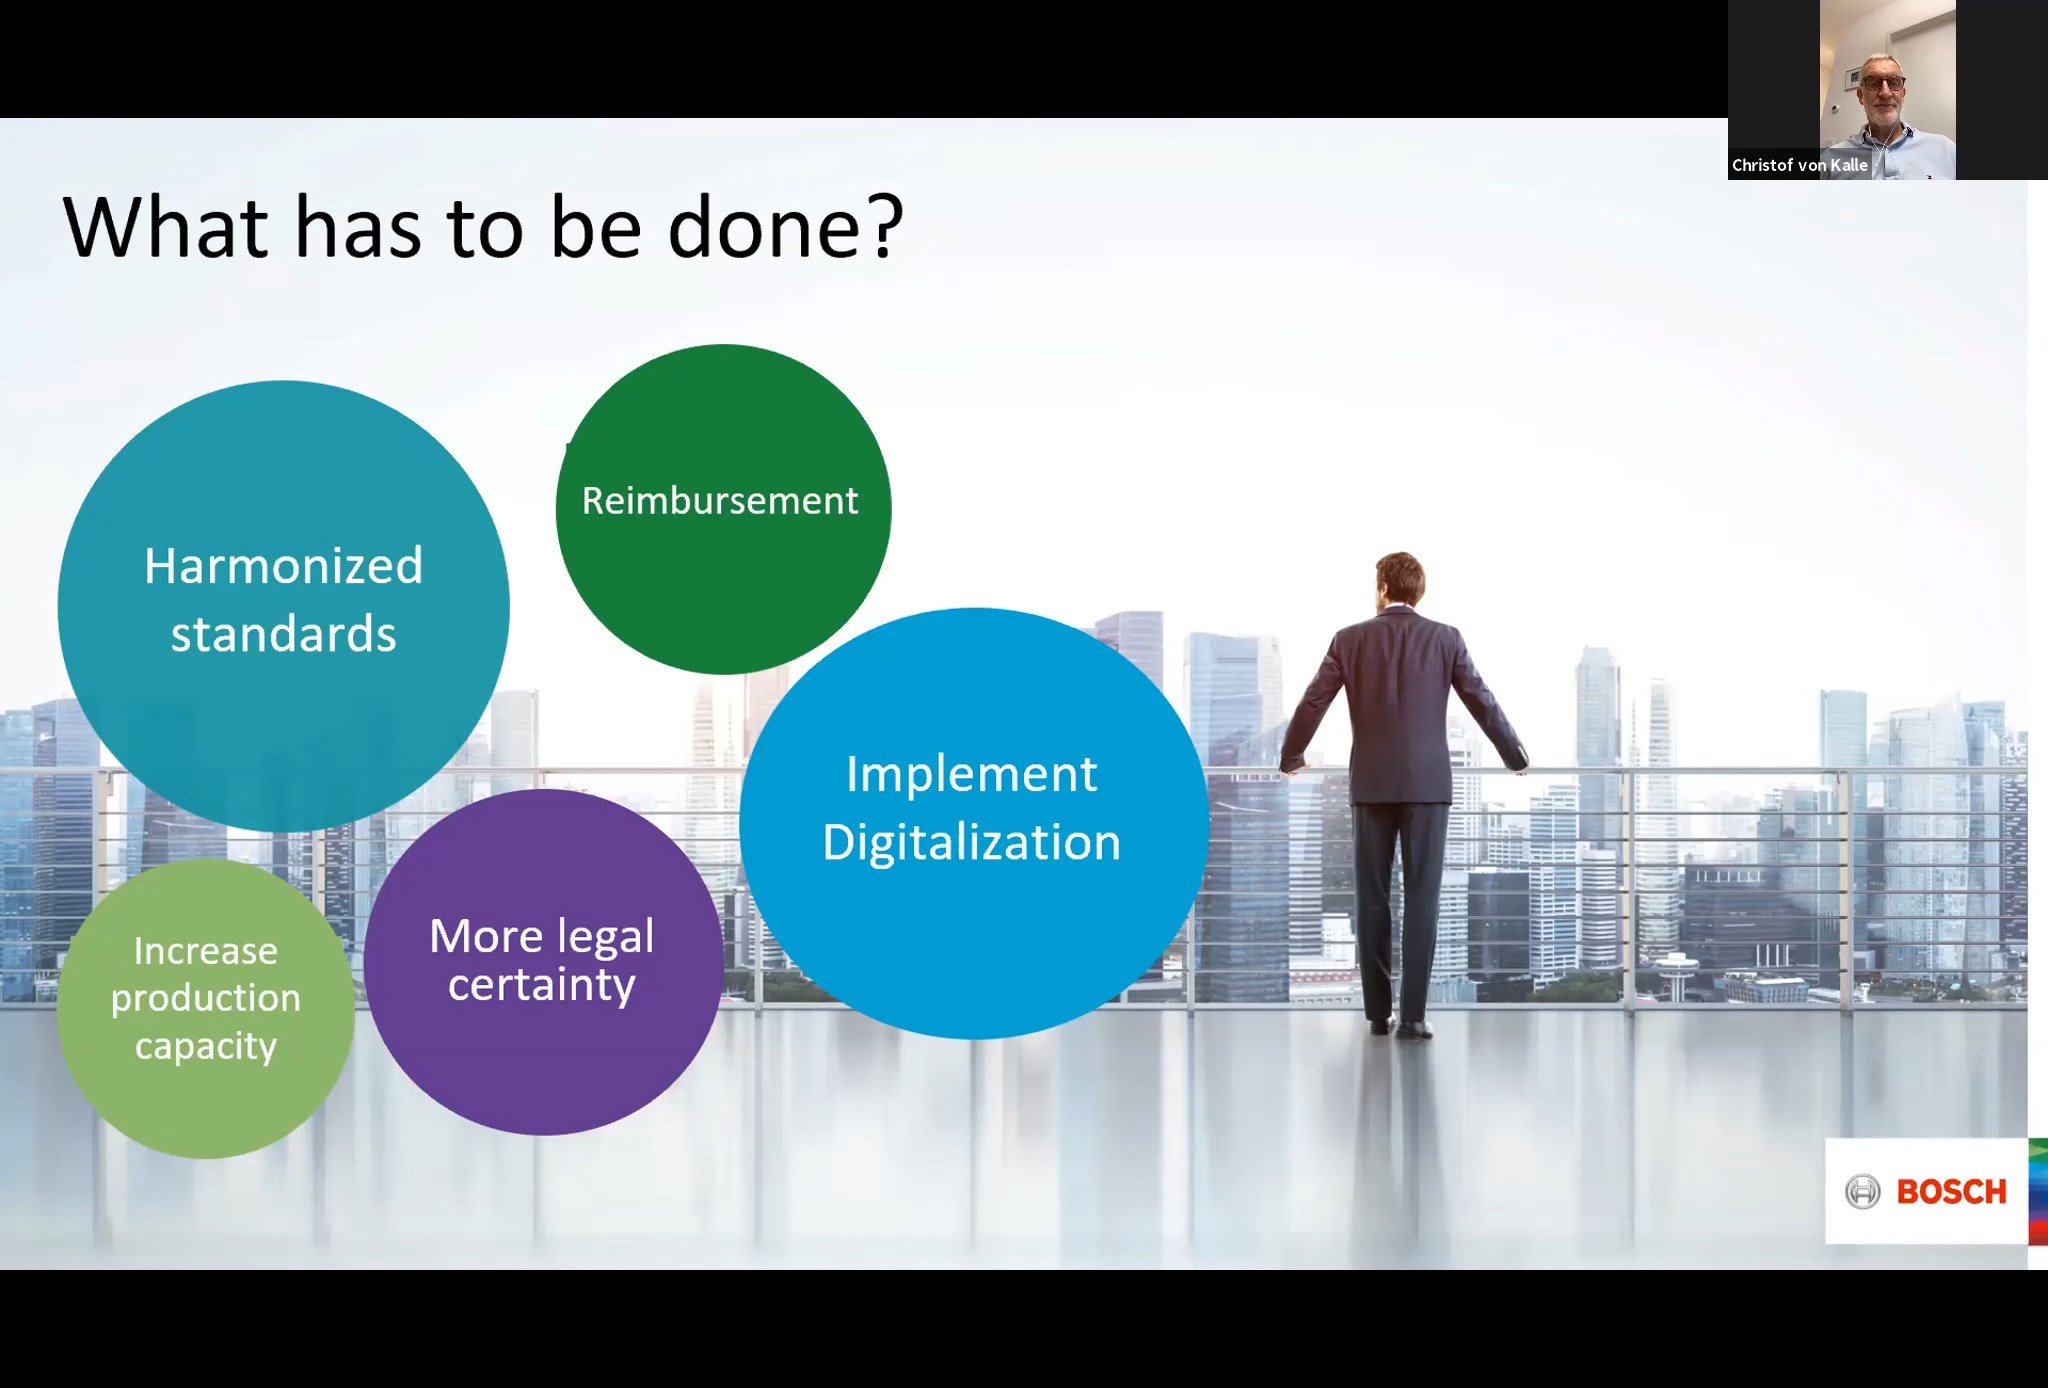 Christof von Kalle
What has to be done?
Reimbursement
Harmonized
standards
Implement
Digitalization
More legal
certainty
Increase
production
capacity
BOSCH